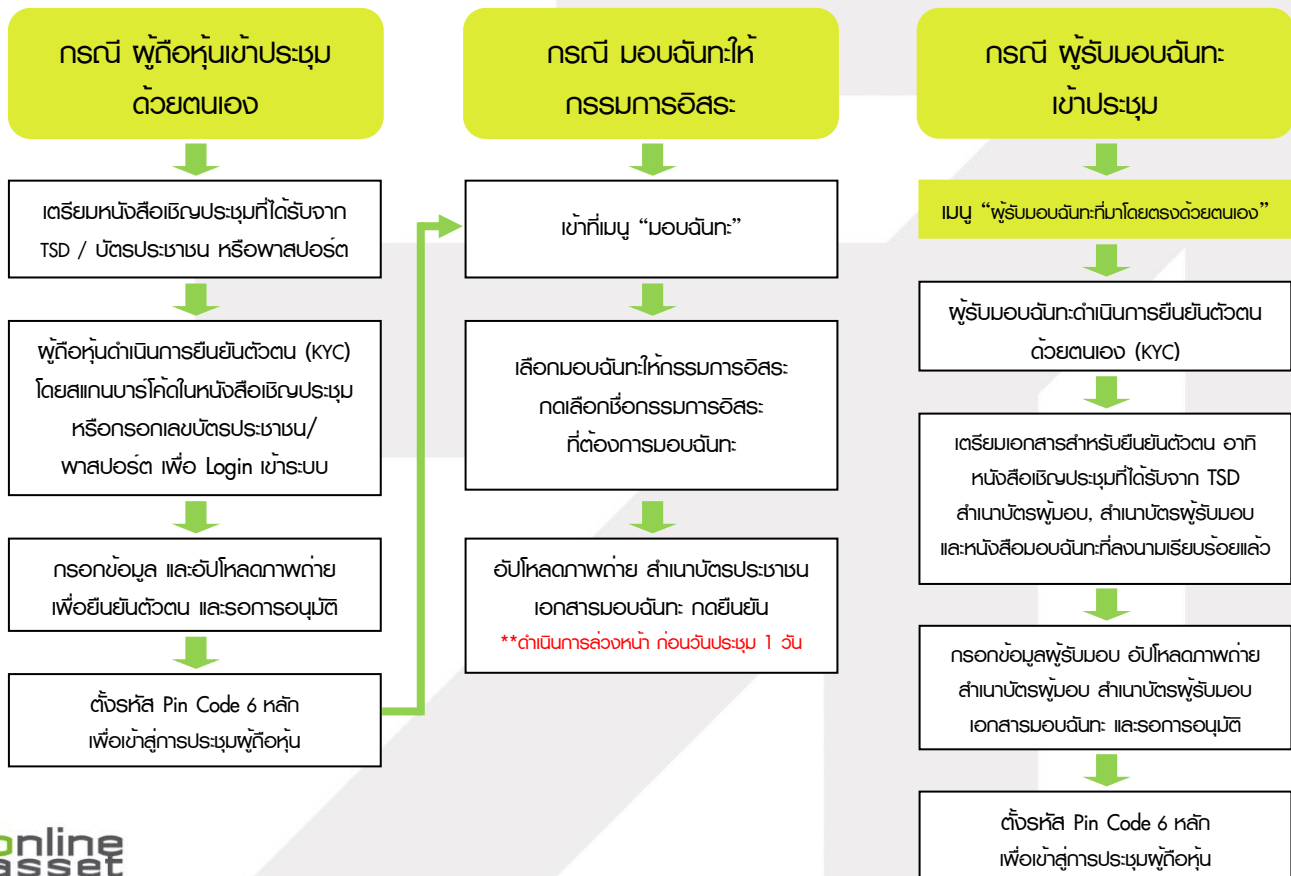 กรณี ผู้ถือหุ้นเข้าประชุม
ด้วยตนเอง
เตรียมหนังสือเชิญประชุมที่ได้รับจาก
TSD / บัตรประชาชน หรือพาสปอร์ต
ผู้ถือหุ้นดำเนินการยืนยันตัวตน (KYC)
โดยสแกนบาร์โค้ดในหนังสือเชิญประชุม
หรือกรอกเลขบัตรประชาชน/
พาสปอร์ต เพื่อ Login เข้าระบบ
กรอกข้อมูล และอัปโหลดภาพถ่าย
เพื่อยืนยันตัวตน และรอการอนุมัติ
ตั้งรหัส Pin Code 6 หลัก
เพื่อเข้าสู่การประชุมผู้ถือหุ้น
กรณี มอบฉันทะให้
กรรมการอิสระ
เข้าที่เมนู “มอบฉันทะ”
เลือกมอบฉันทะให้กรรมการอิสระ
กดเลือกชื่อกรรมการอิสระ
ที่ต้องการมอบฉันทะ
อัปโหลดภาพถ่าย สำเนาบัตรประชาชน
เอกสารมอบฉันทะ กดยืนยัน
**ดำเนินการล่วงหน้า ก่อนวันประชุม 1 วัน
กรณี ผู้รับมอบฉันทะ
เข้าประชุม
เมนู “ผู้รับมอบฉันทะที่มาโดยตรงด้วยตนเอง”
ผู้รับมอบฉันทะดำเนินการยืนยันตัวตน
ด้วยตนเอง (KYC)
เตรียมเอกสารสำหรับยืนยันตัวตน อาทิ
หนังสือเชิญประชุมที่ได้รับจาก TSD
สำเนาบัตรผู้มอบ, สำเนาบัตรผู้รับมอบ
และหนังสือมอบฉันทะที่ลงนามเรียบร้อยแล้ว
กรอกข้อมูลผู้รับมอบ อัปโหลดภาพถ่าย
สำเนาบัตรผู้มอบ สำเนาบัตรผู้รับมอบ
เอกสารมอบฉันทะ และรอการอนุมัติ
ตั้งรหัส Pin Code 6 หลัก
เพื่อเข้าสู่การประชุมผู้ถือหุ้น
online
asset